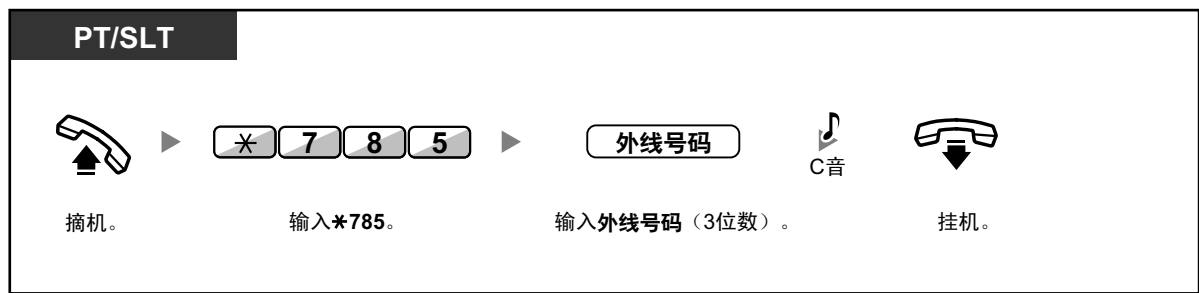 PT/SLT
✳ 7 8 5
外线号码
C音
摘机。
输入✳785。
输入外线号码（3位数）。
挂机。